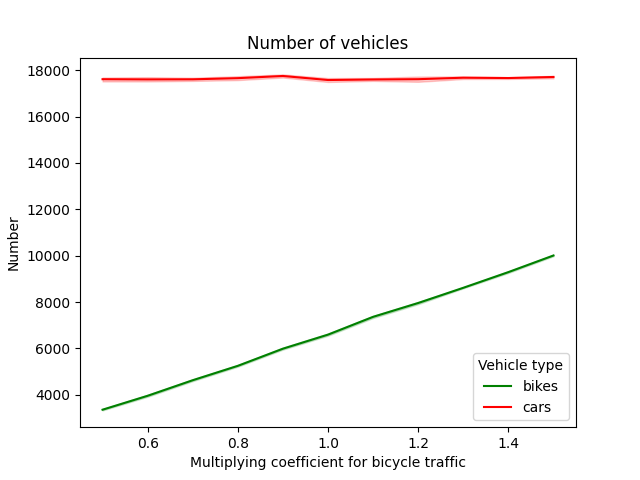 Number of vehicles
Number
18000
16000
14000
12000
10000
8000
6000
4000
0.6
0.8
1.0
1.2
1.4
Multiplying coefficient for bicycle traffic
Vehicle type
bikes
cars